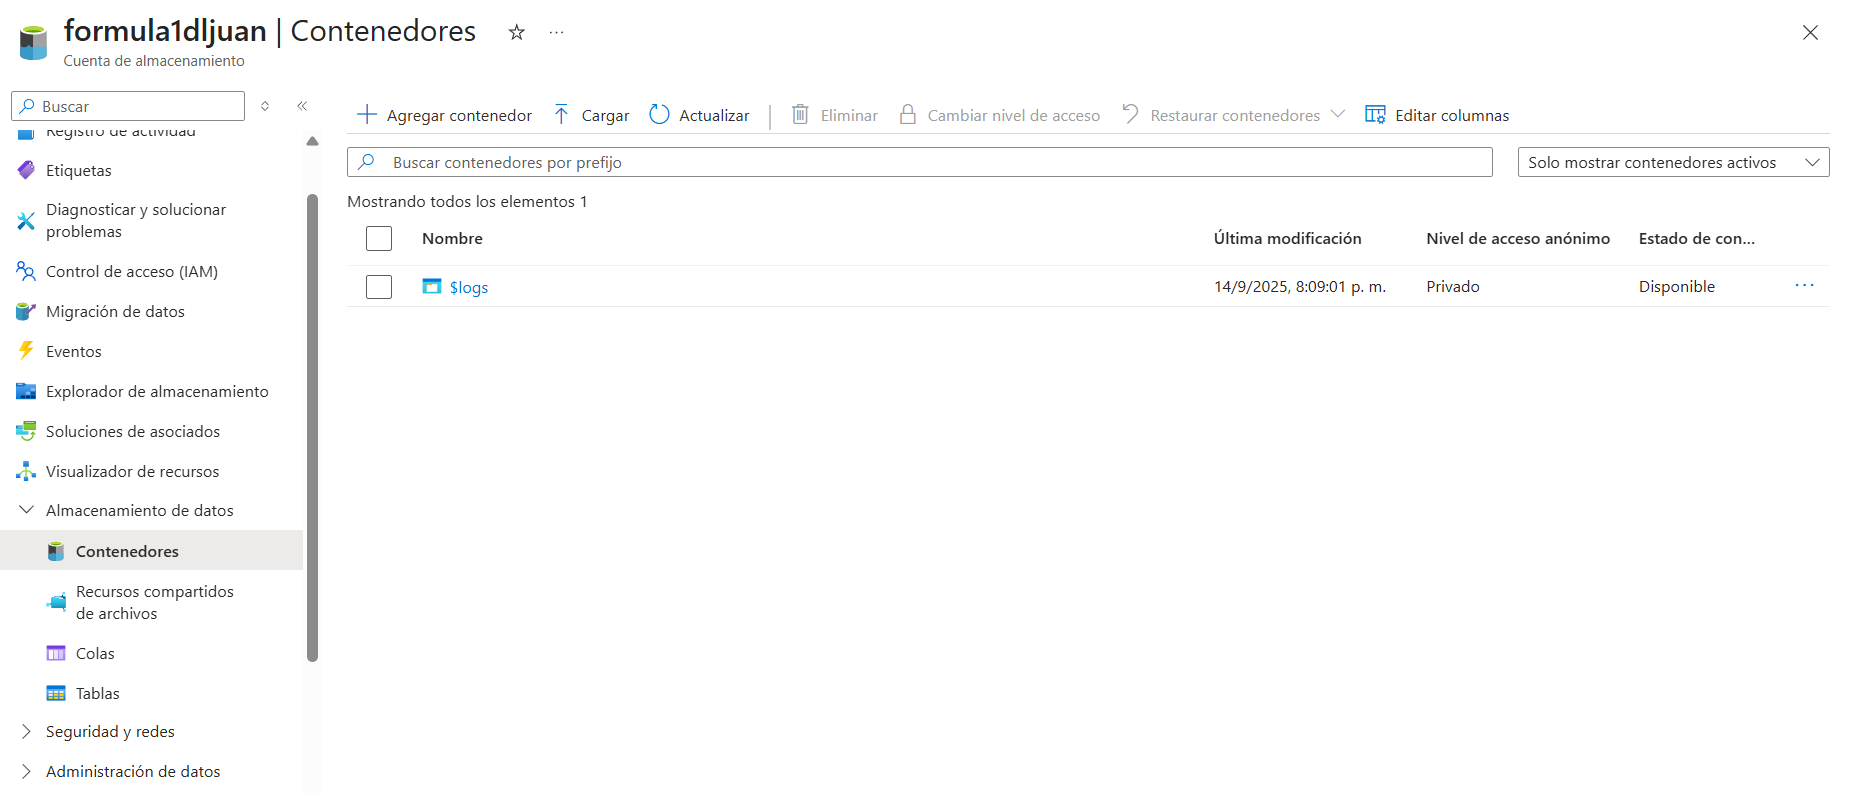 formula1dljuan | Contenedores
Cuenta de almacenamiento
Buscar
Registro de actividad
Etiquetas
Diagnosticar y solucionar
problemas
Control de acceso (IAM)
Migración de datos
Eventos
Explorador de almacenamiento
Soluciones de asociados
Visualizador de recursos
Almacenamiento de datos
Contenedores
Recursos compartidos
de archivos
Colas
Tablas
Seguridad y redes
Administración de datos
Agregar contenedor Cargar Actualizar Eliminar Cambiar nivel de acceso Restaurar contenedores Editar columnas
Buscar contenedores por prefijo Solo mostrar contenedores activos
Mostrando todos los elementos 1
Nombre Última modificación Nivel de acceso anónimo Estado de con...
$logs 14/9/2025, 8:09:01 p. m. Privado Disponible